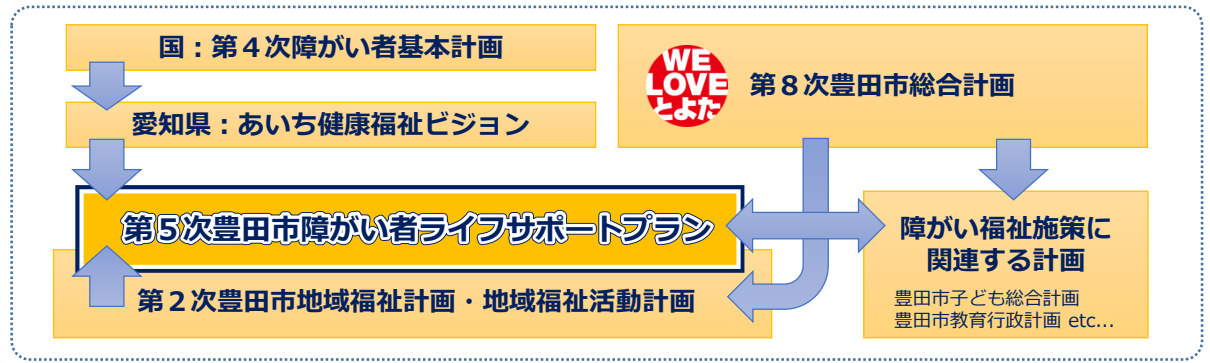 国：第４次障がい者基本計画
愛知県：あいち健康福祉ビジョン
WE
LOVE
とよた
第８次豊田市総合計画
第５次豊田市障がい者ライフサポートプラン
第２次豊田市地域福祉計画・地域福祉活動計画
障がい福祉施策に
関連する計画
豊田市子ども総合計画
豊田市教育行政計画 etc...